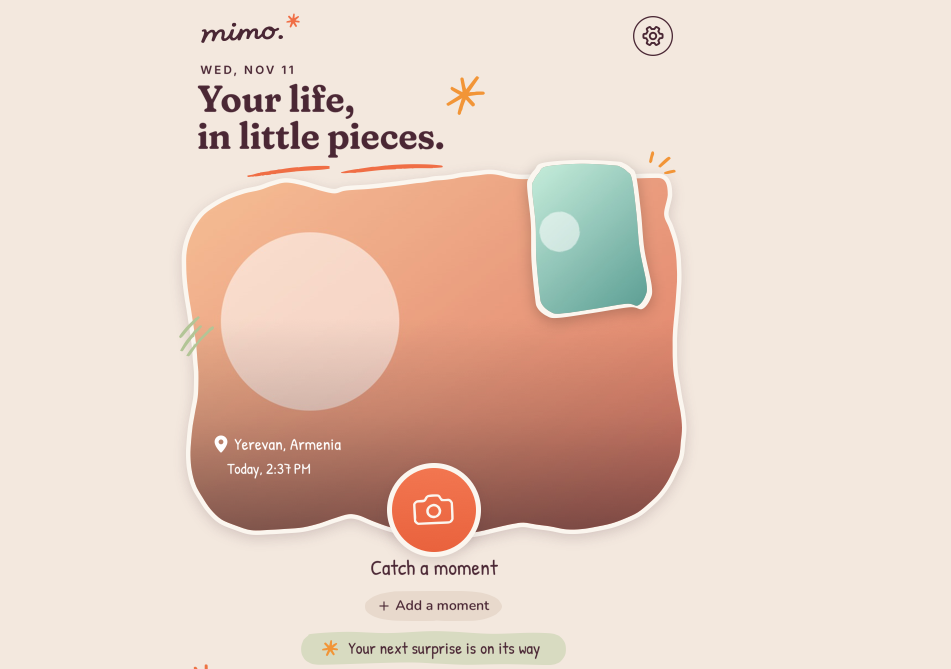 mimo.
WED, NOV 11
Your life,
in little pieces.
Yerevan, Armenia
Today, 2:37 PM
Catch a moment
+ Add a moment
Your next surprise is on its way